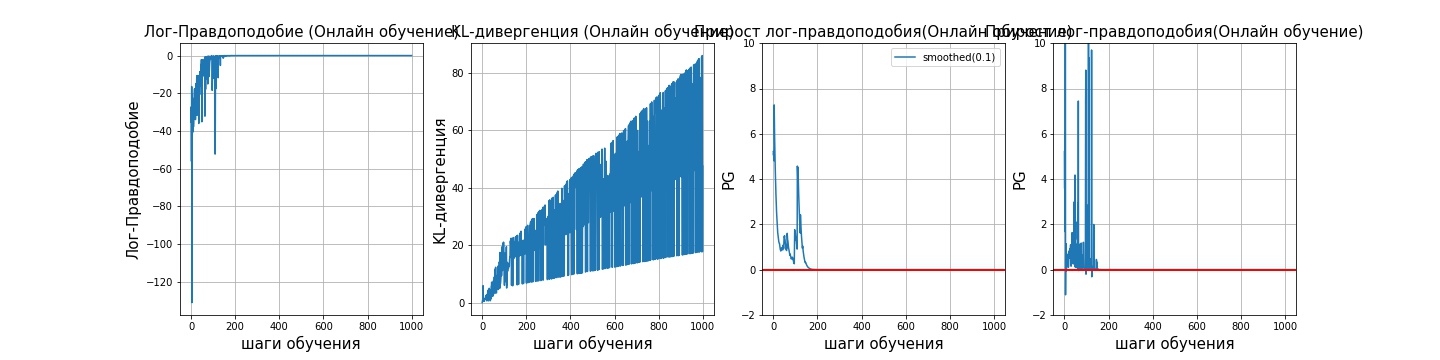 Лог-Правдоподобие (Онлайн обучение)
KL-дивергенция (Онлайн обучение)
Прирост лог-правдоподобия(Онлайн обучение)
Прирост лог-правдоподобия(Онлайн обучение)
Лог-Правдоподобие
0
−20
−40
−60
−80
−100
−120
0 200 400 600 800 1000
шаги обучения
KL-дивергенция
80
60
40
20
0
0 200 400 600 800 1000
шаги обучения
PG
10
8
6
4
2
0
−2
smoothed(0.1)
0 200 400 600 800 1000
шаги обучения
PG
10
8
6
4
2
0
−2
0 200 400 600 800 1000
шаги обучения